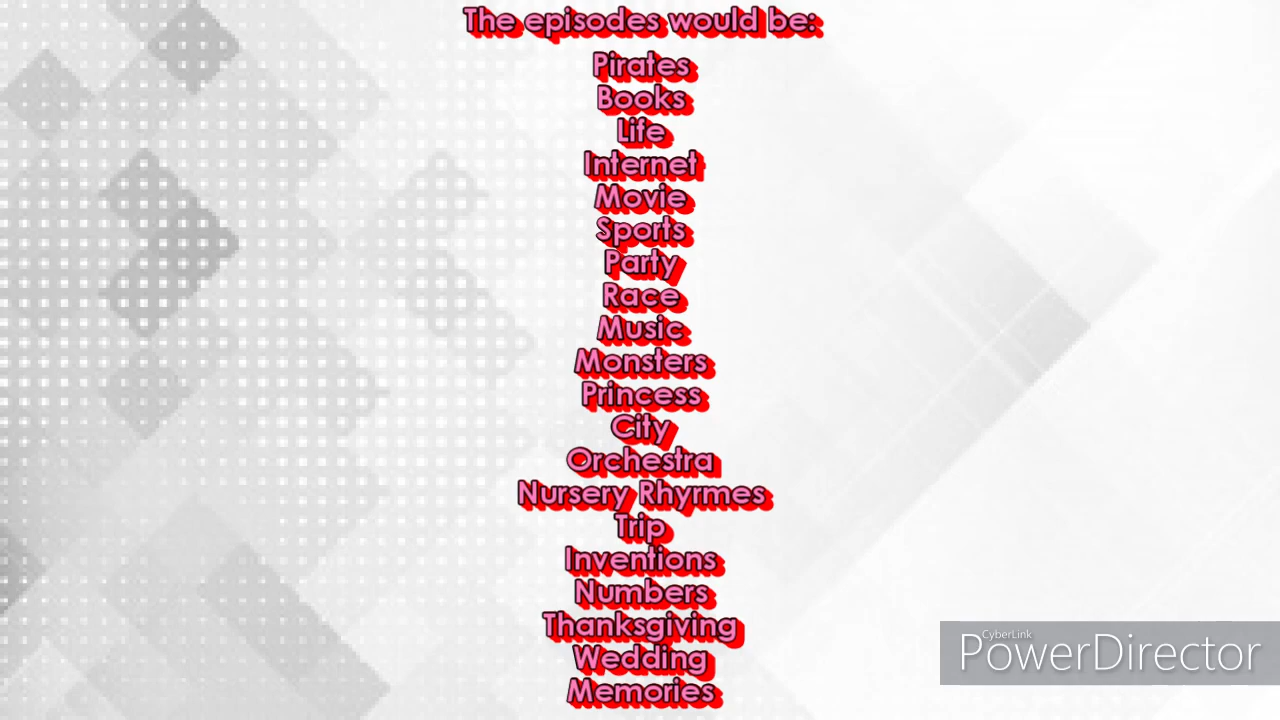 The episodes would be:
Pirates
Books
Life
Internet
Movie
Sports
Party
Race
Music
Monsters
Princess
City
Orchestra
Nursery Rhyrmes
Trip
Inventions
Numbers
Thanksgiving
Wedding
Memories
CyberLink
PowerDirector